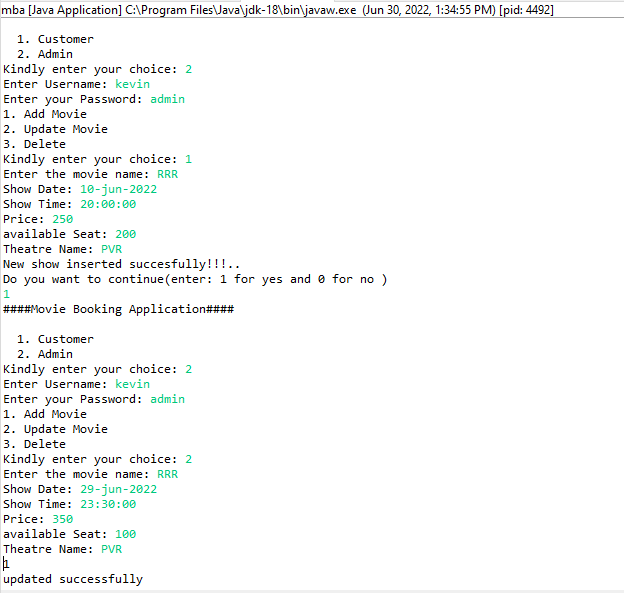 mba [Java Application] C:\Program Files\Java\jdk-18\bin\javaw.exe (Jun 30, 2022, 1:34:55 PM) [pid: 4492]
1. Customer
2. Admin
Kindly enter your choice: 2
Enter Username: kevin
Enter your Password: admin
1. Add Movie
2. Update Movie
3. Delete
Kindly enter your choice: 1
Enter the movie name: RRR
Show Date: 10-jun-2022
Show Time: 20:00:00
Price: 250
available Seat: 200
Theatre Name: PVR
New show inserted succesfully!!!..
Do you want to continue(enter: 1 for yes and 0 for no )
1
####Movie Booking Application####
1. Customer
2. Admin
Kindly enter your choice: 2
Enter Username: kevin
Enter your Password: admin
1. Add Movie
2. Update Movie
3. Delete
Kindly enter your choice: 2
Enter the movie name: RRR
Show Date: 29-jun-2022
Show Time: 23:30:00
Price: 350
available Seat: 100
Theatre Name: PVR
1
updated successfully